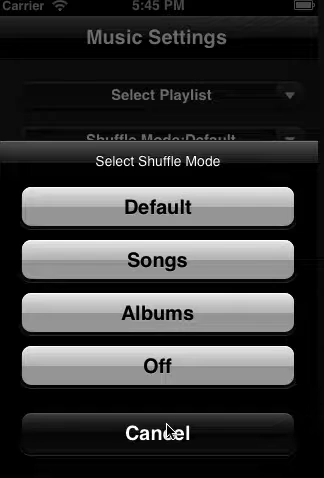 Carrier 5:45 PM
Music Settings
Select Playlist
Shuffle Mode:Default
Select Shuffle Mode
Default
Songs
Albums
Off
Cancel